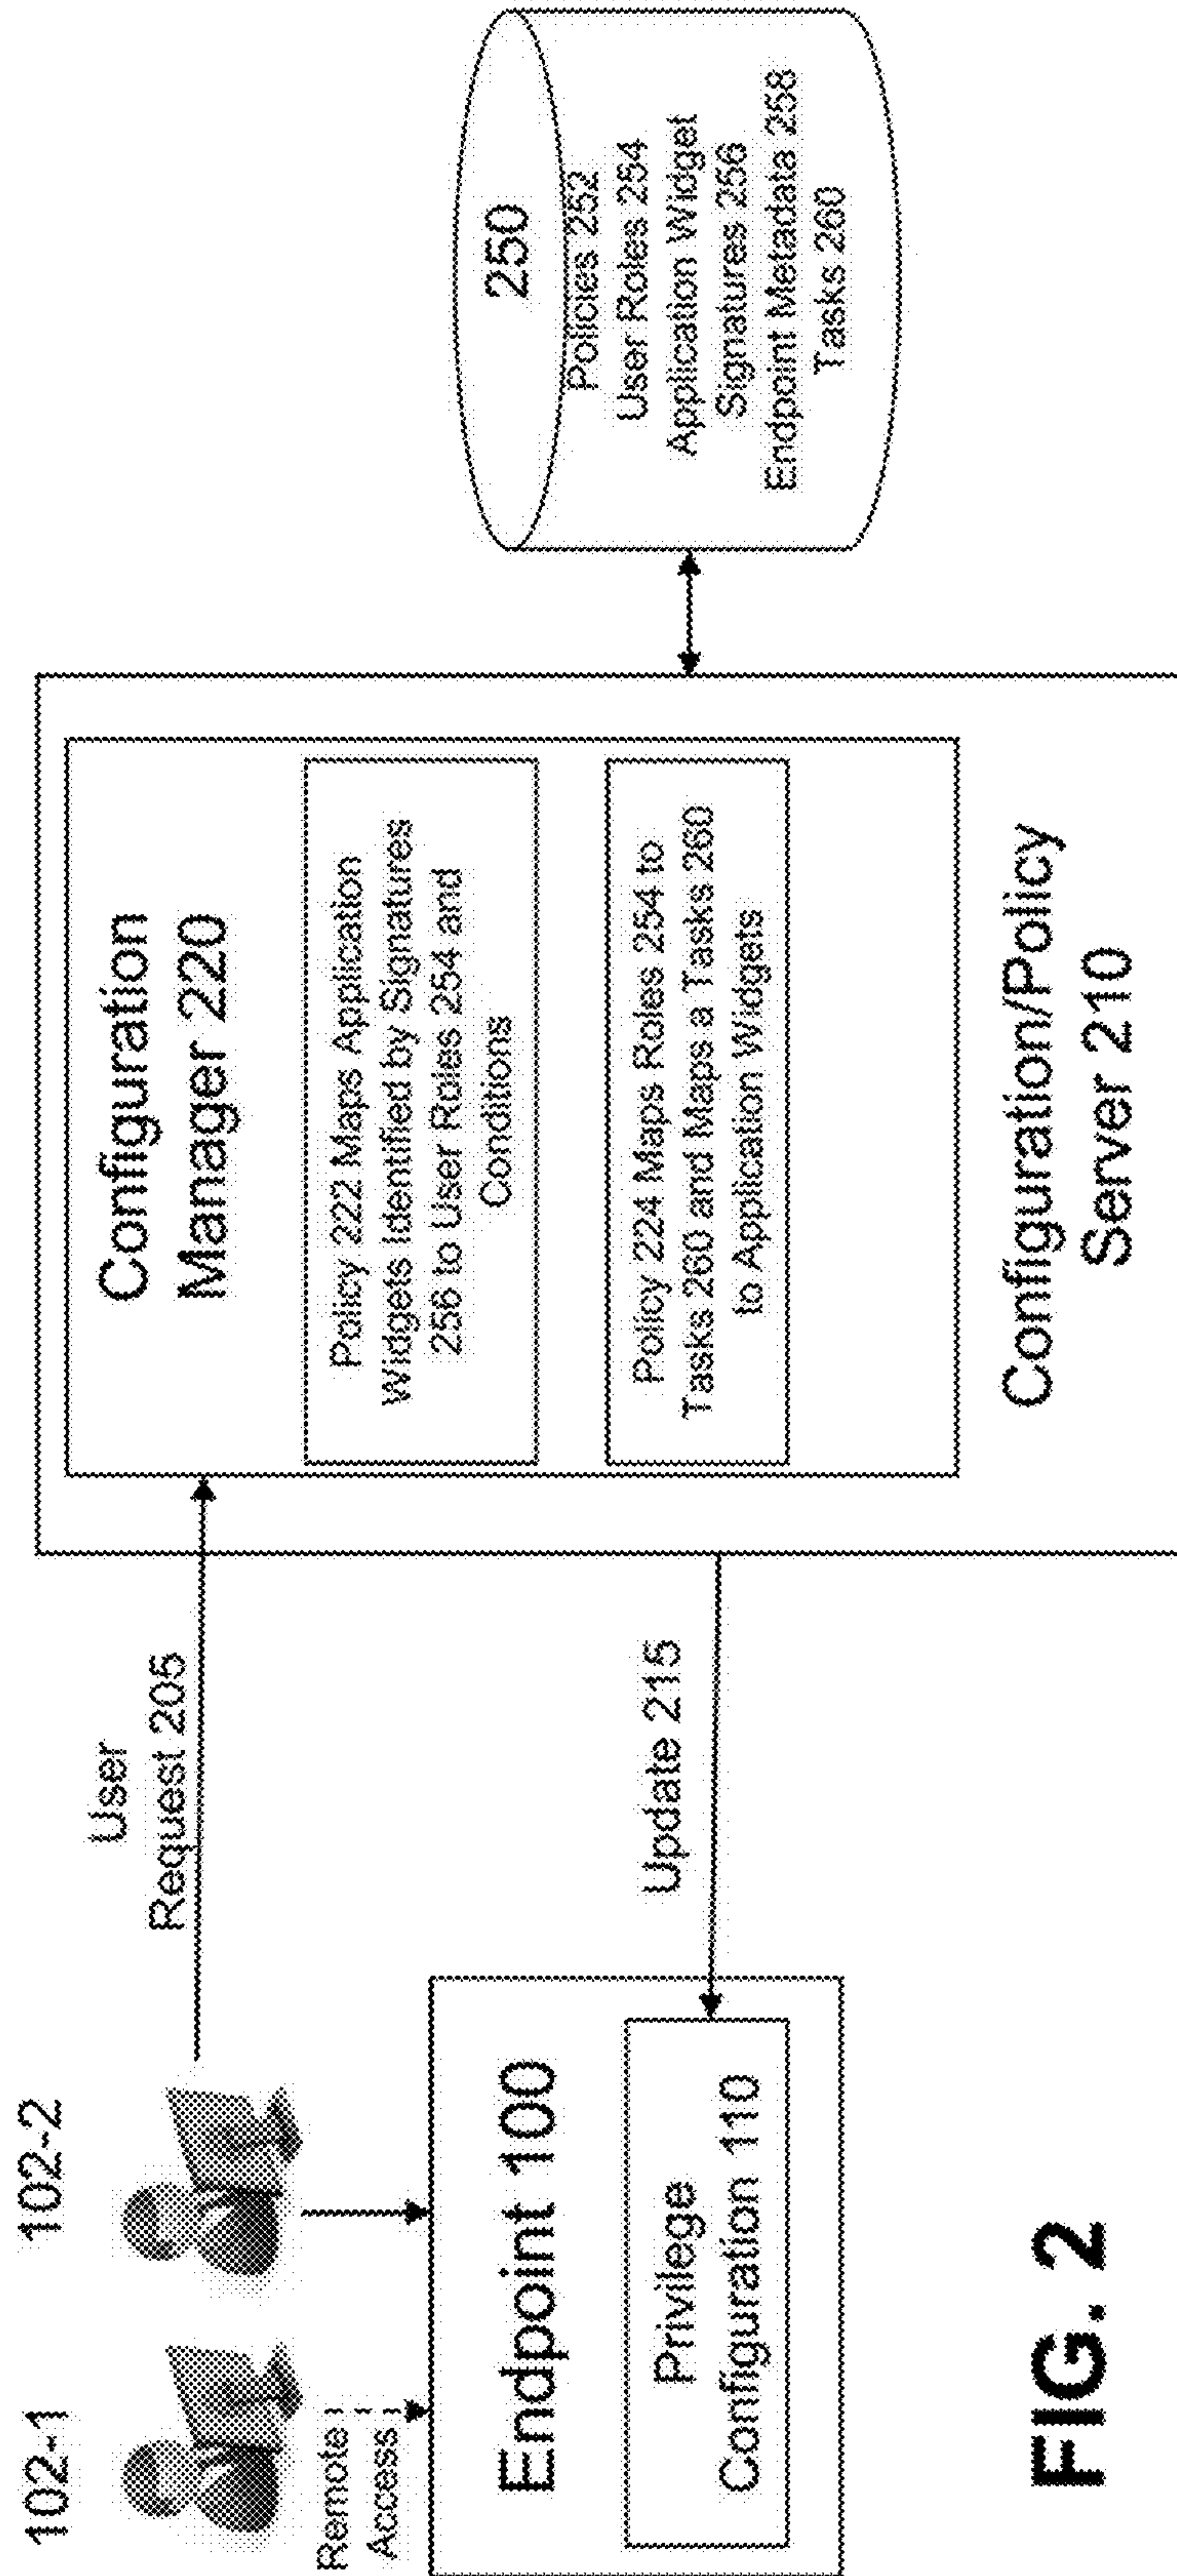 102-1
102-2
Remote
Access
Endpoint 100
Privilege
Configuration 110
User
Request 205
Update 215
Configuration
Manager 220
Policy 222 Maps Application
Widgets Identified by Signatures
256 to User Roles 254 and
Conditions
Policy 224 Maps Roles 254 to
Tasks 260 and Maps a Tasks 260
to Application Widgets
Configuration/Policy
Server 210
250
Policies 252
User Roles 254
Application Widget
Signatures 256
Endpoint Metadata 258
Tasks 260
FIG. 2